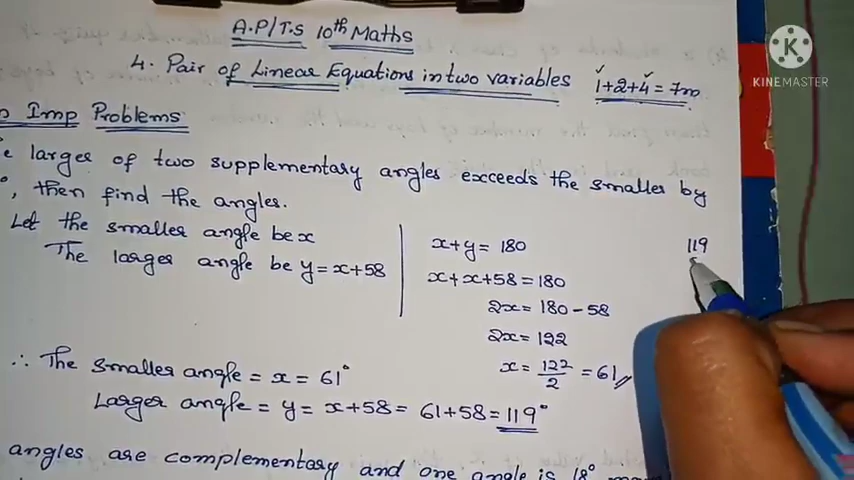 A.P/T.S 10th Maths
4. Pair of Linear Equations in two variables 1+2+4=7m
Imp Problems
larger of two supplementary angles exceeds the smaller by
, then find the angles.
Let the smaller angle be x
The larger angle be y = x+58
x+y = 180
x+x+58 = 180
2x = 180-58
2x = 122
x = 122/2 = 61
119
∴ The smaller angle = x = 61°
Larger angle = y = x+58 = 61+58 = 119°
angles are complementary and one angle is 18°
KINEMASTER